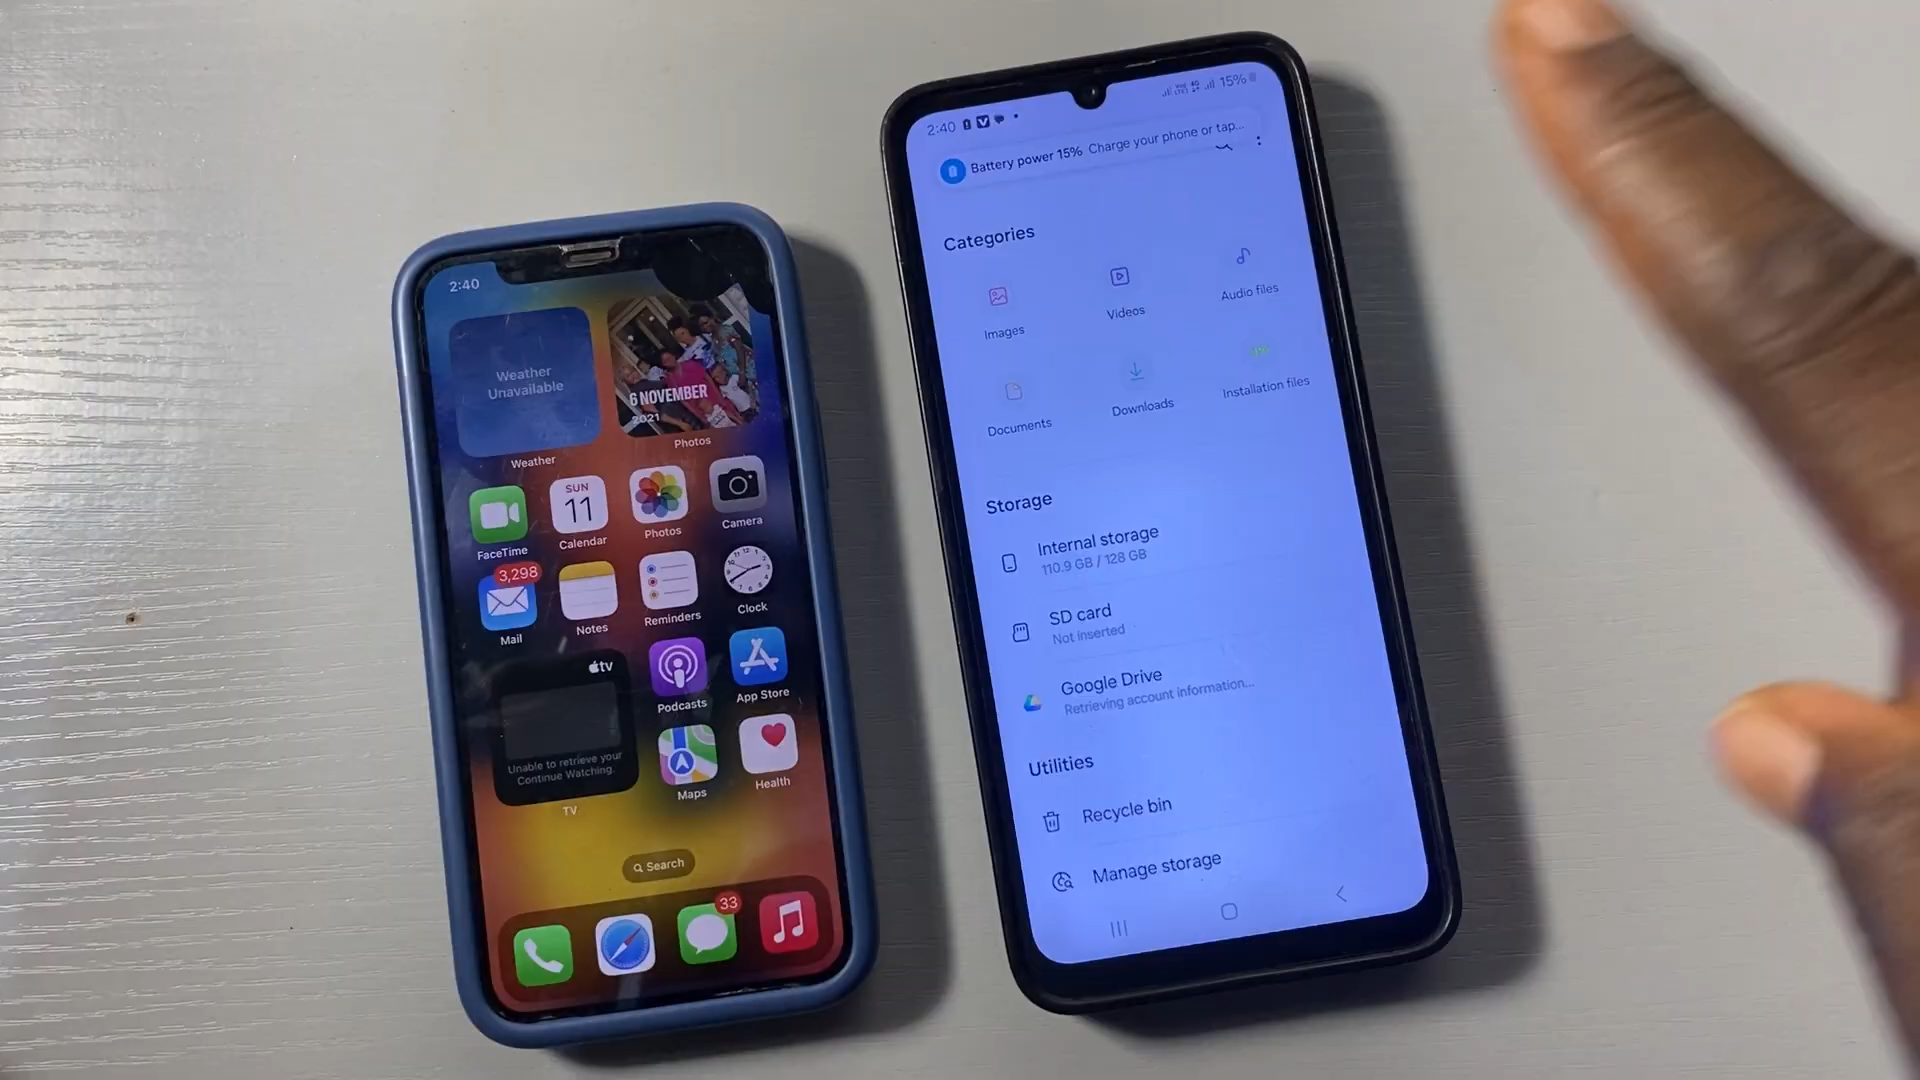 2:40
Weather
Unavailable
Weather
6 NOVEMBER
2021
Photos
FaceTime
SUN
11
Calendar
Photos
Camera
3,298
Mail
Notes
Reminders
Clock
tv
Unable to retrieve your
Continue Watching.
TV
Podcasts
App Store
Maps
Health
Search
33
2:40
15%
Battery power 15% Charge your phone or tap...
Categories
Images
Videos
Audio files
Documents
Downloads
Installation files
Storage
Internal storage
110.9 GB / 128 GB
SD card
Not inserted
Google Drive
Retrieving account information...
Utilities
Recycle bin
Manage storage